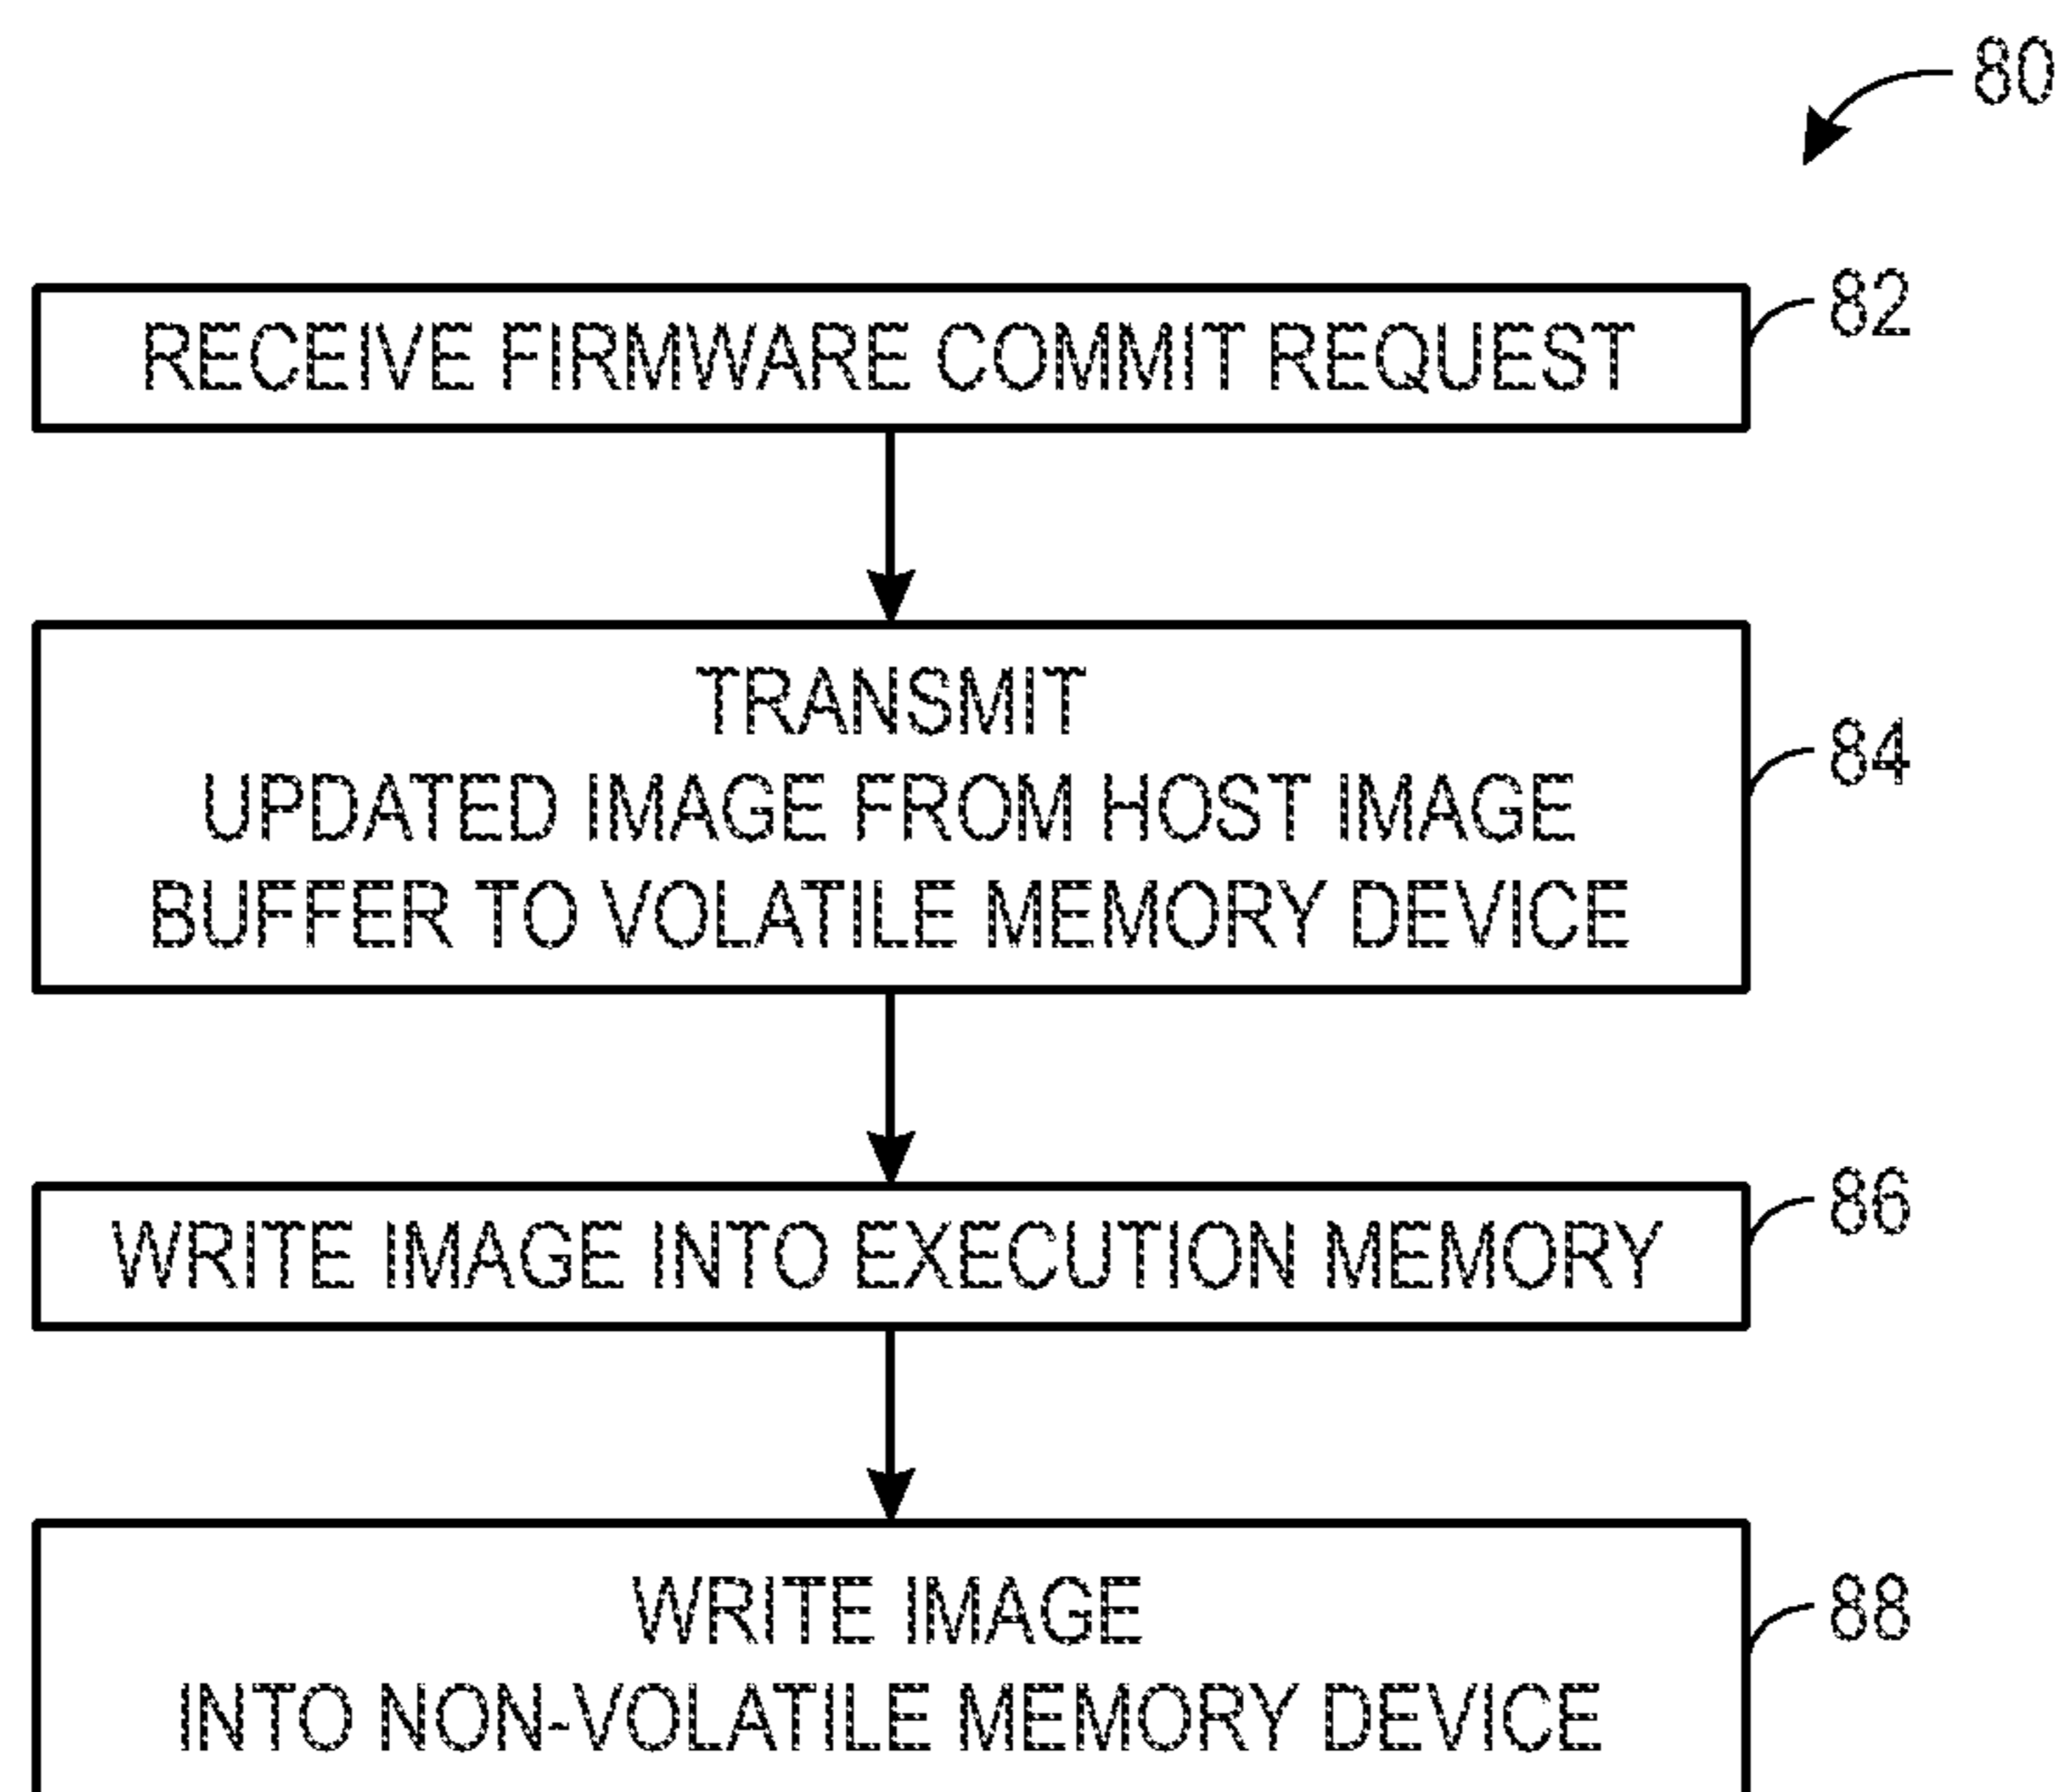 80
RECEIVE FIRMWARE COMMIT REQUEST
82
TRANSMIT
UPDATED IMAGE FROM HOST IMAGE
BUFFER TO VOLATILE MEMORY DEVICE
84
WRITE IMAGE INTO EXECUTION MEMORY
86
WRITE IMAGE
INTO NON-VOLATILE MEMORY DEVICE
88